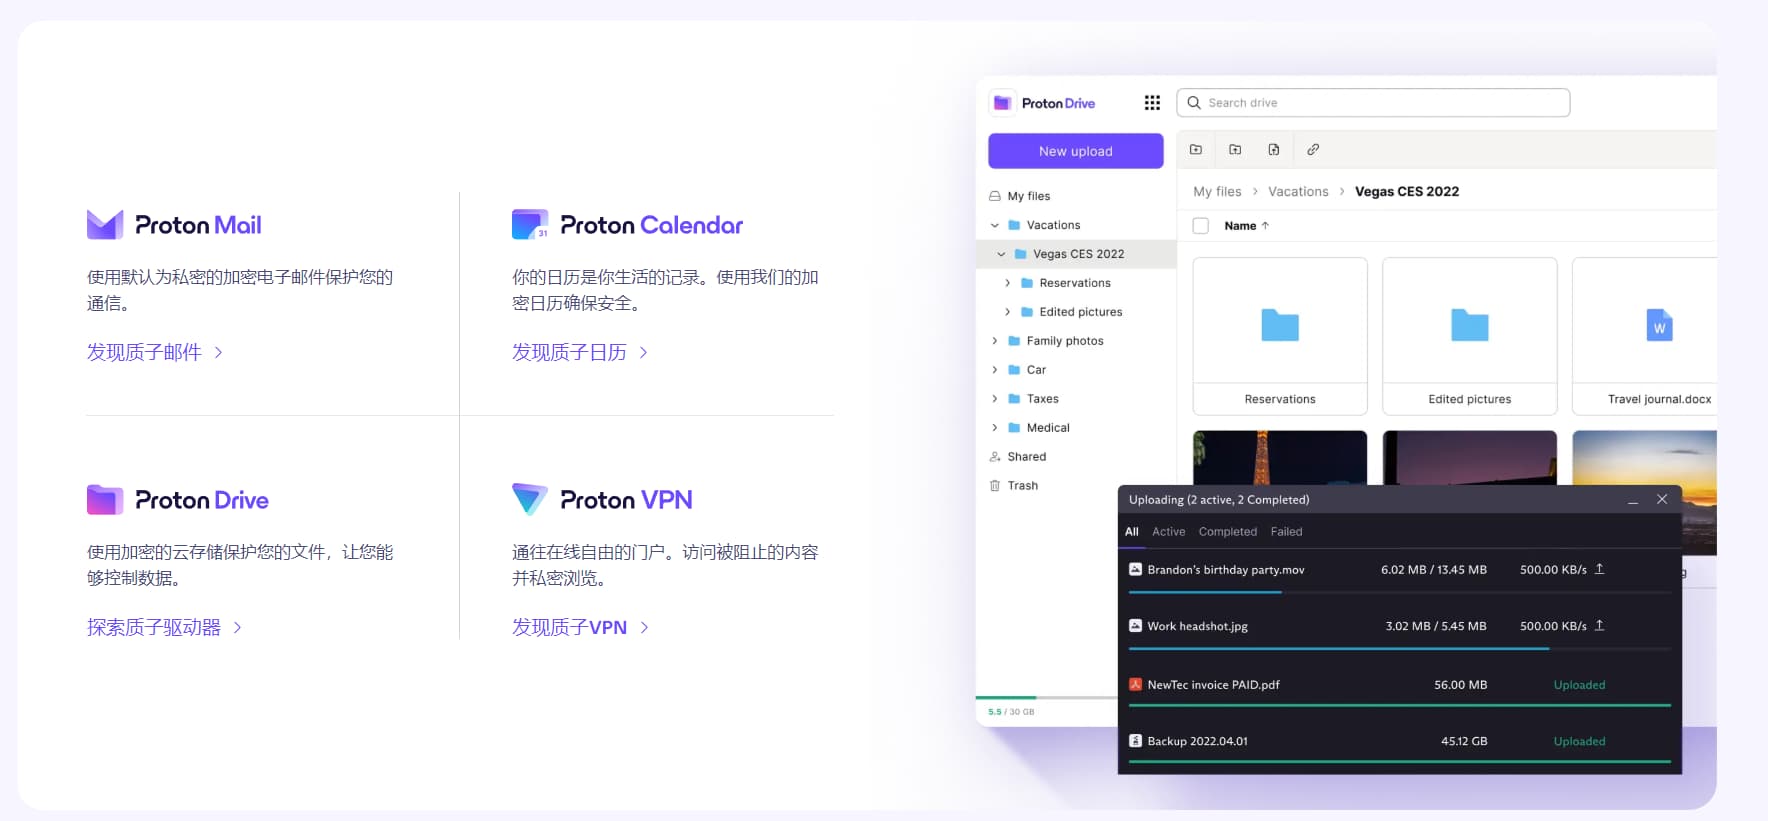 Proton Mail
使用默认为私密的加密电子邮件保护您的
通信。
发现质子邮件
Proton Calendar
31
你的日历是你生活的记录。使用我们的加
密日历确保安全。
发现质子日历
Proton Drive
使用加密的云存储保护您的文件，让您能
够控制数据。
探索质子驱动器
Proton VPN
通往在线自由的门户。访问被阻止的内容
并私密浏览。
发现质子VPN
Proton Drive
Search drive
New upload
My files
Vacations
Vegas CES 2022
Reservations
Edited pictures
Family photos
Car
Taxes
Medical
Shared
Trash
5.5 / 30 GB
My files > Vacations > Vegas CES 2022
Name ↑
W
Reservations
Edited pictures
Travel journal.docx
Uploading (2 active, 2 Completed)
All Active Completed Failed
Brandon's birthday party.mov 6.02 MB / 13.45 MB 500.00 KB/s
Work headshot.jpg 3.02 MB / 5.45 MB 500.00 KB/s
NewTec invoice PAID.pdf 56.00 MB Uploaded
Backup 2022.04.01 45.12 GB Uploaded